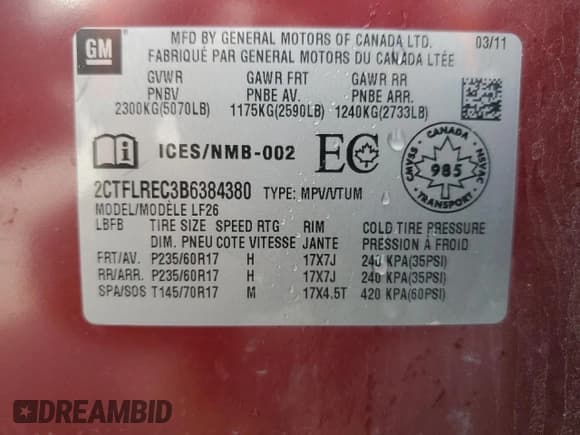 GM
MFD BY GENERAL MOTORS OF CANADA LTD. 03/11
FABRIQUÉ PAR GENERAL MOTORS DU CANADA LTÉE
GVWR GAWR FRT GAWR RR
PNBV PNBE AV. PNBE ARR.
2300KG(5070LB) 1175KG(2590LB) 1240KG(2733LB)
ICES/NMB-002 EC
CANADA
CMVSS 985 NSVAC
TRANSPORT
2CTFLREC3B6384380 TYPE: MPV/VTUM
MODEL/MODÈLE LF26
LBFB TIRE SIZE SPEED RTG RIM COLD TIRE PRESSURE
DIM. PNEU COTE VITESSE JANTE PRESSION À FROID
FRT/AV. P235/60R17 H 17X7J 240 KPA(35PSI)
RR/ARR. P235/60R17 H 17X7J 240 KPA(35PSI)
SPA/SOS T145/70R17 M 17X4.5T 420 KPA(60PSI)
DREAMBID